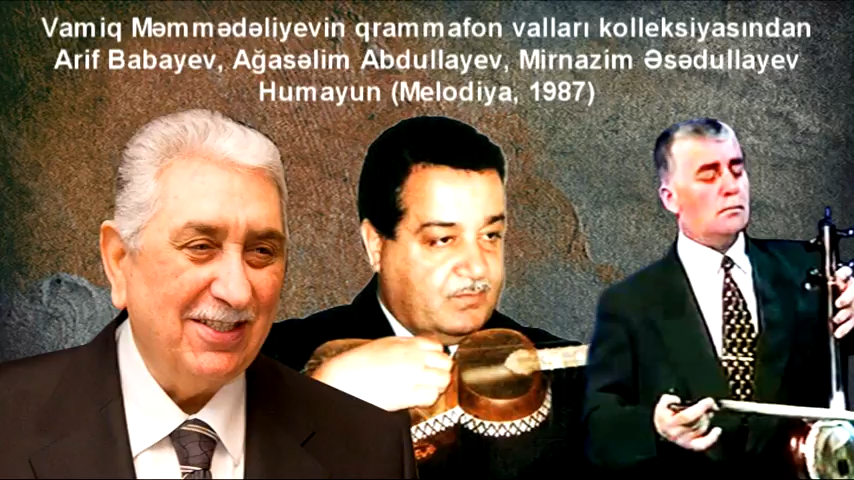 Vamiq Məmmədəliyevin qrammafon valları kolleksiyasından
Arif Babayev, Ağasəlim Abdullayev, Mirnazim Əsədullayev
Humayun (Melodiya, 1987)